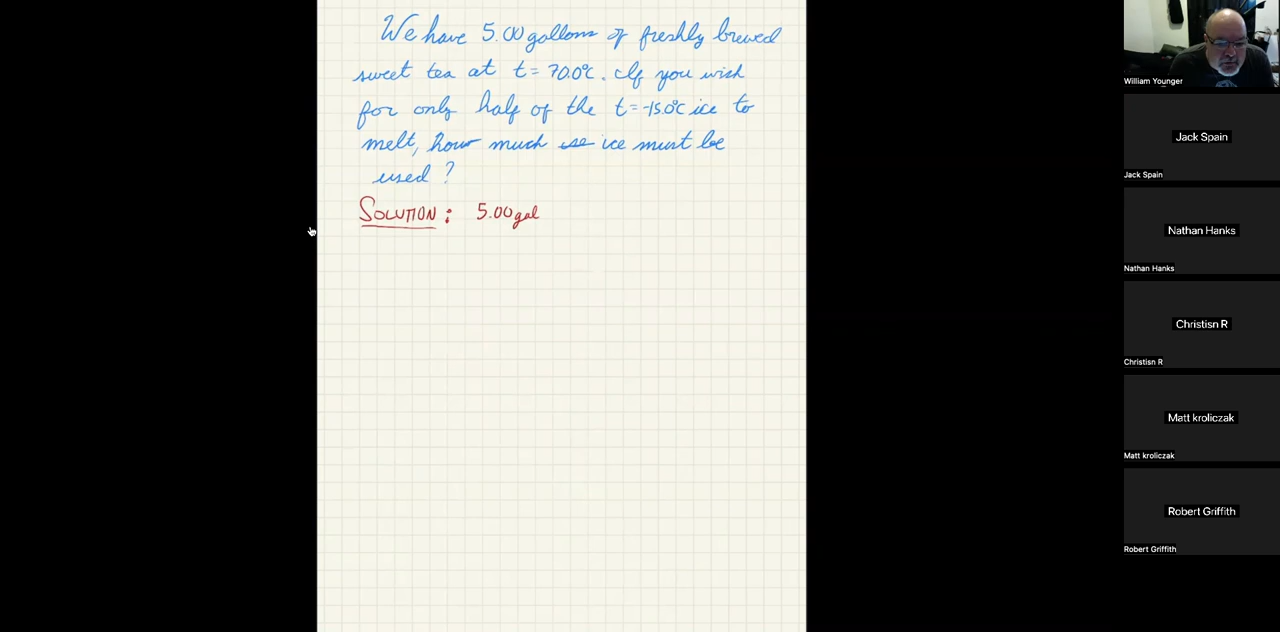 We have 5.00 gallons of freshly brewed
sweet tea at t = 70.0°C. If you wish
for only half of the t = -15.0°C ice to
melt, how much ice must be
used?
SOLUTION: 5.00 gal
William Younger
Jack Spain
Jack Spain
Nathan Hanks
Nathan Hanks
Christisn R
Christisn R
Matt kroliczak
Matt kroliczak
Robert Griffith
Robert Griffith